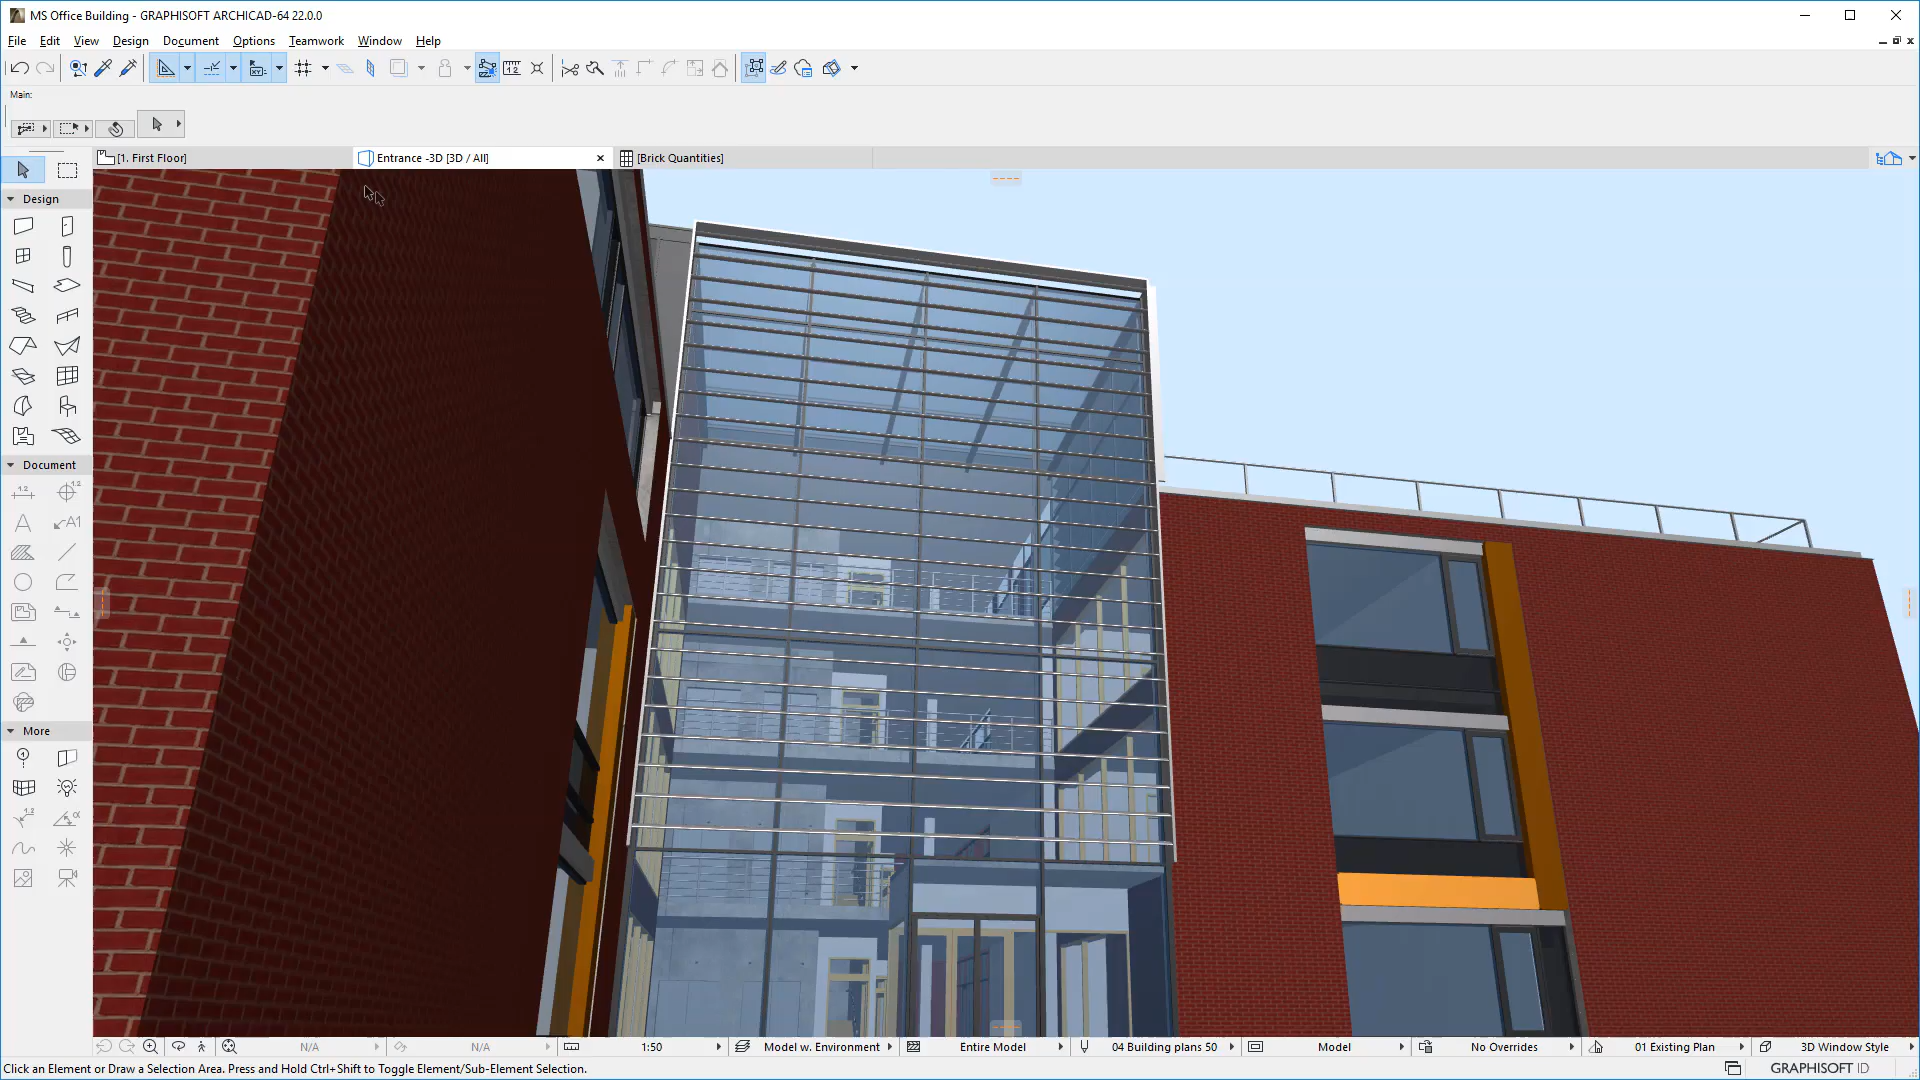 MS Office Building - GRAPHISOFT ARCHICAD-64 22.0.0
File Edit View Design Document Options Teamwork Window Help
Main:
[1. First Floor]
Entrance -3D [3D / All]
[Brick Quantities]
Design
Document
More
N/A
N/A
1:50
Model w. Environment
Entire Model
04 Building plans 50
Model
No Overrides
01 Existing Plan
3D Window Style
Click an Element or Draw a Selection Area. Press and Hold Ctrl+Shift to Toggle Element/Sub-Element Selection.
GRAPHISOFT ID